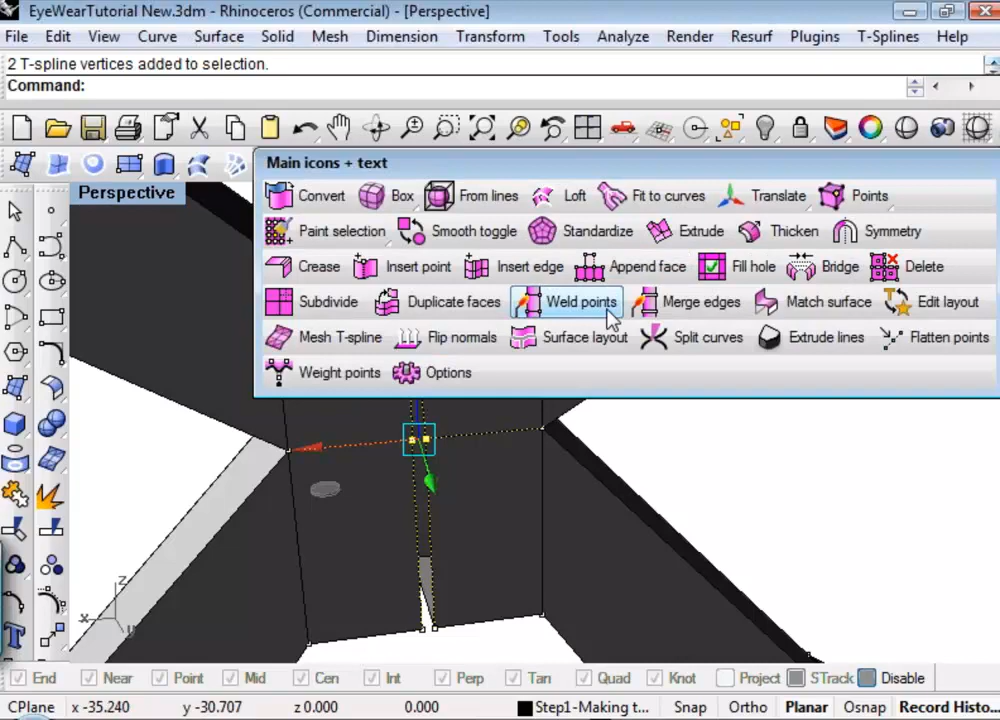 EyeWearTutorial New.3dm - Rhinoceros (Commercial) - [Perspective]
File Edit View Curve Surface Solid Mesh Dimension Transform Tools Analyze Render Resurf Plugins T-Splines Help
2 T-spline vertices added to selection.
Command:
Main icons + text
Perspective
Convert Box From lines Loft Fit to curves Translate Points
Paint selection Smooth toggle Standardize Extrude Thicken Symmetry
Crease Insert point Insert edge Append face Fill hole Bridge Delete
Subdivide Duplicate faces Weld points Merge edges Match surface Edit layout
Mesh T-spline Flip normals Surface layout Split curves Extrude lines Flatten points
Weight points Options
z
x
y
End Near Point Mid Cen Int Perp Tan Quad Knot Project STrack Disable
CPlane x -35.240 y -30.707 z 0.000 0.000 Step1-Making t... Snap Ortho Planar Osnap Record Histo...